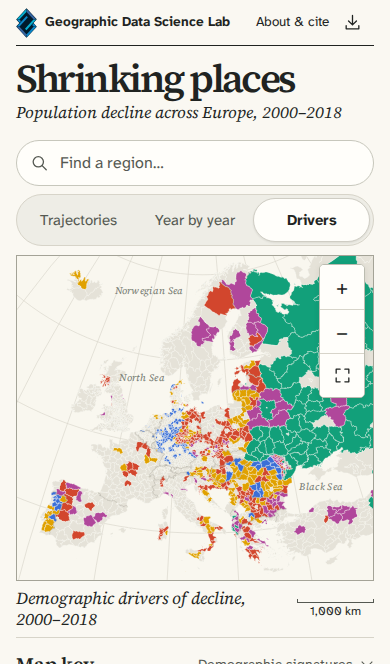 Geographic Data Science Lab
About & cite
Shrinking places
Population decline across Europe, 2000–2018
Find a region...
Trajectories
Year by year
Drivers
Norwegian Sea
North Sea
Black Sea
+
−
Demographic drivers of decline,
2000–2018
1,000 km
Map key
Demographic signatures